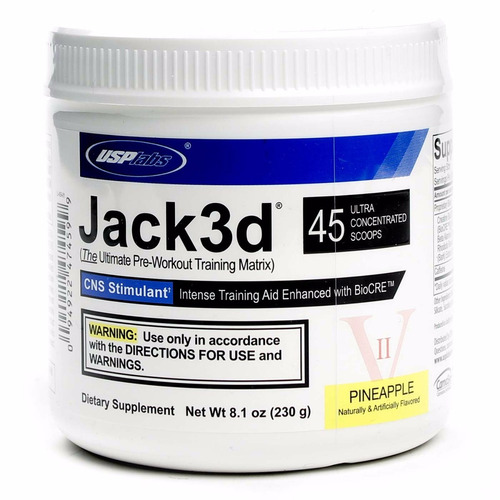 USPlabs®
Jack3d®
45 ULTRA
CONCENTRATED
SCOOPS
(The Ultimate Pre-Workout Training Matrix)
CNS Stimulant† Intense Training Aid Enhanced with BioCRE™
WARNING: Use only in accordance
with the DIRECTIONS FOR USE and
WARNINGS.
V
II
PINEAPPLE
Naturally & Artificially Flavored
Dietary Supplement Net Wt 8.1 oz (230 g)